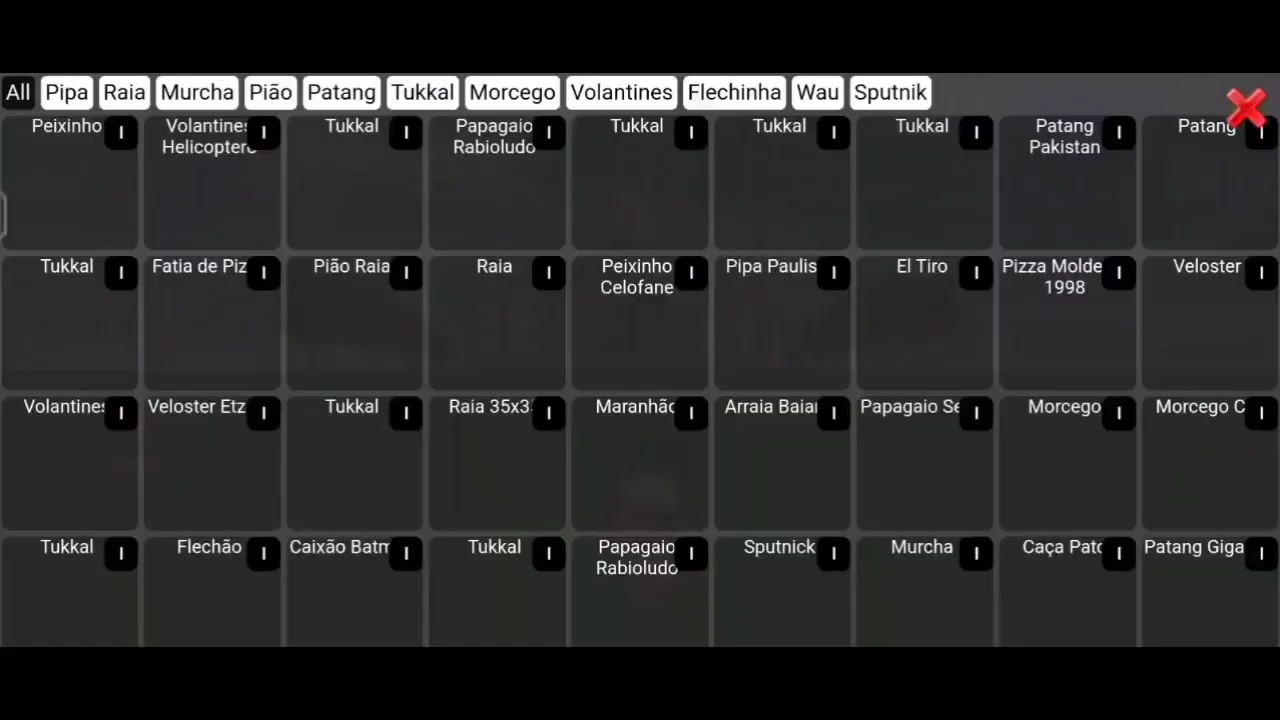 All Pipa Raia Murcha Pião Patang Tukkal Morcego Volantines Flechinha Wau Sputnik
Peixinho I Volantines I Tukkal I Papagaio I Tukkal I Tukkal I Tukkal I Patang I Patang I
Helicoptero Rabioludo Pakistan
Tukkal I Fatia de Piz I Pião Raia I Raia I Peixinho I Pipa Paulis I El Tiro I Pizza Molde I Veloster I
Celofane 1998
Volantines I Veloster Etz I Tukkal I Raia 35x3 I Maranhão I Arraia Baia I Papagaio Se I Morcego I Morcego C I
Tukkal I Flechão I Caixão Batm I Tukkal I Papagaio I Sputnick I Murcha I Caça Pato I Patang Giga I
Rabioludo